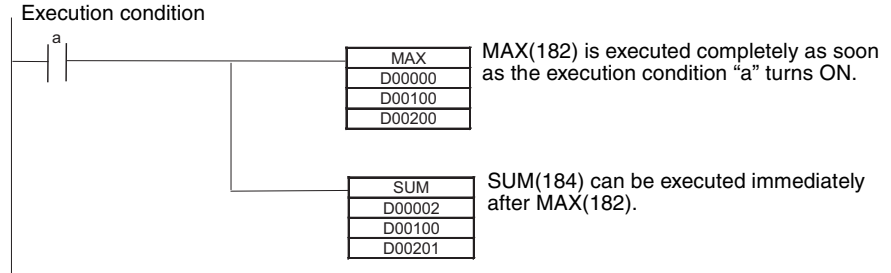 Execution condition
a
MAX
D00000
D00100
D00200
MAX(182) is executed completely as soon
as the execution condition “a” turns ON.
SUM
D00002
D00100
D00201
SUM(184) can be executed immediately
after MAX(182).